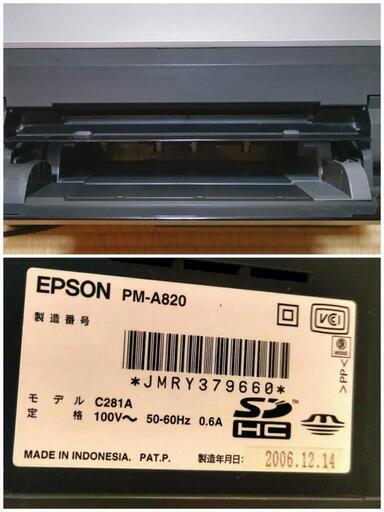 EPSON PM-A820
製造番号
VCI
*JMRY379660*
>PP<
モデル C281A
定格 100V～ 50-60Hz 0.6A
SD HC ™
MADE IN INDONESIA. PAT.P. 製造年月日: 2006.12.14